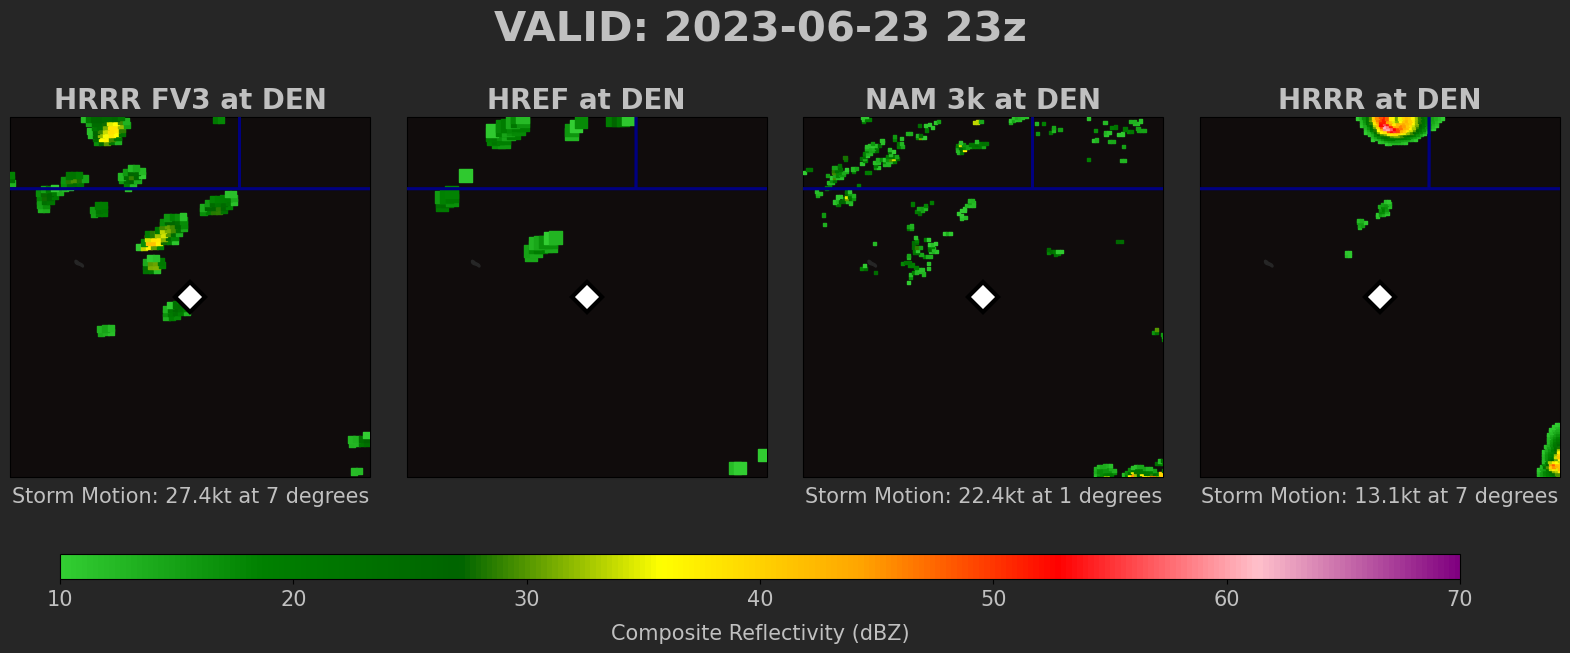 VALID: 2023-06-23 23z
HRRR FV3 at DEN
HREF at DEN
NAM 3k at DEN
HRRR at DEN
Storm Motion: 27.4kt at 7 degrees
Storm Motion: 22.4kt at 1 degrees
Storm Motion: 13.1kt at 7 degrees
10 20 30 40 50 60 70
Composite Reflectivity (dBZ)